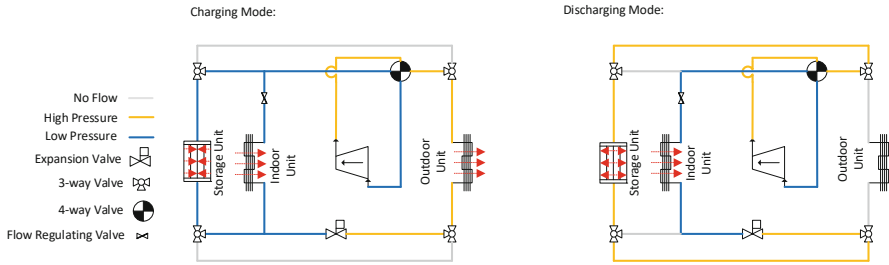 Charging Mode:
Discharging Mode:
No Flow
High Pressure
Low Pressure
Expansion Valve
3-way Valve
4-way Valve
Flow Regulating Valve
Storage Unit
Indoor
Unit
Outdoor
Unit
Storage Unit
Indoor
Unit
Outdoor
Unit